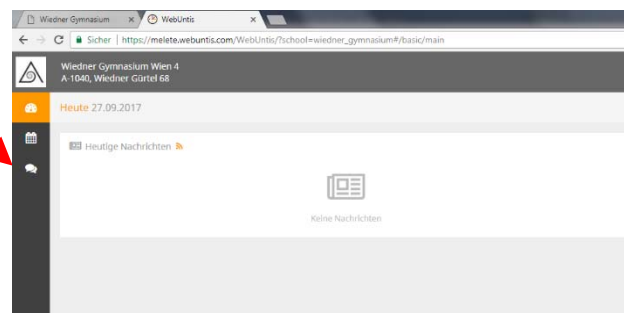 Wiedner Gymnasium
WebUntis
Sicher | https://melete.webuntis.com/WebUntis/?school=wiedner_gymnasium#/basic/main
Wiedner Gymnasium Wien 4
A-1040, Wiedner Gürtel 68
Heute 27.09.2017
Heutige Nachrichten
Keine Nachrichten